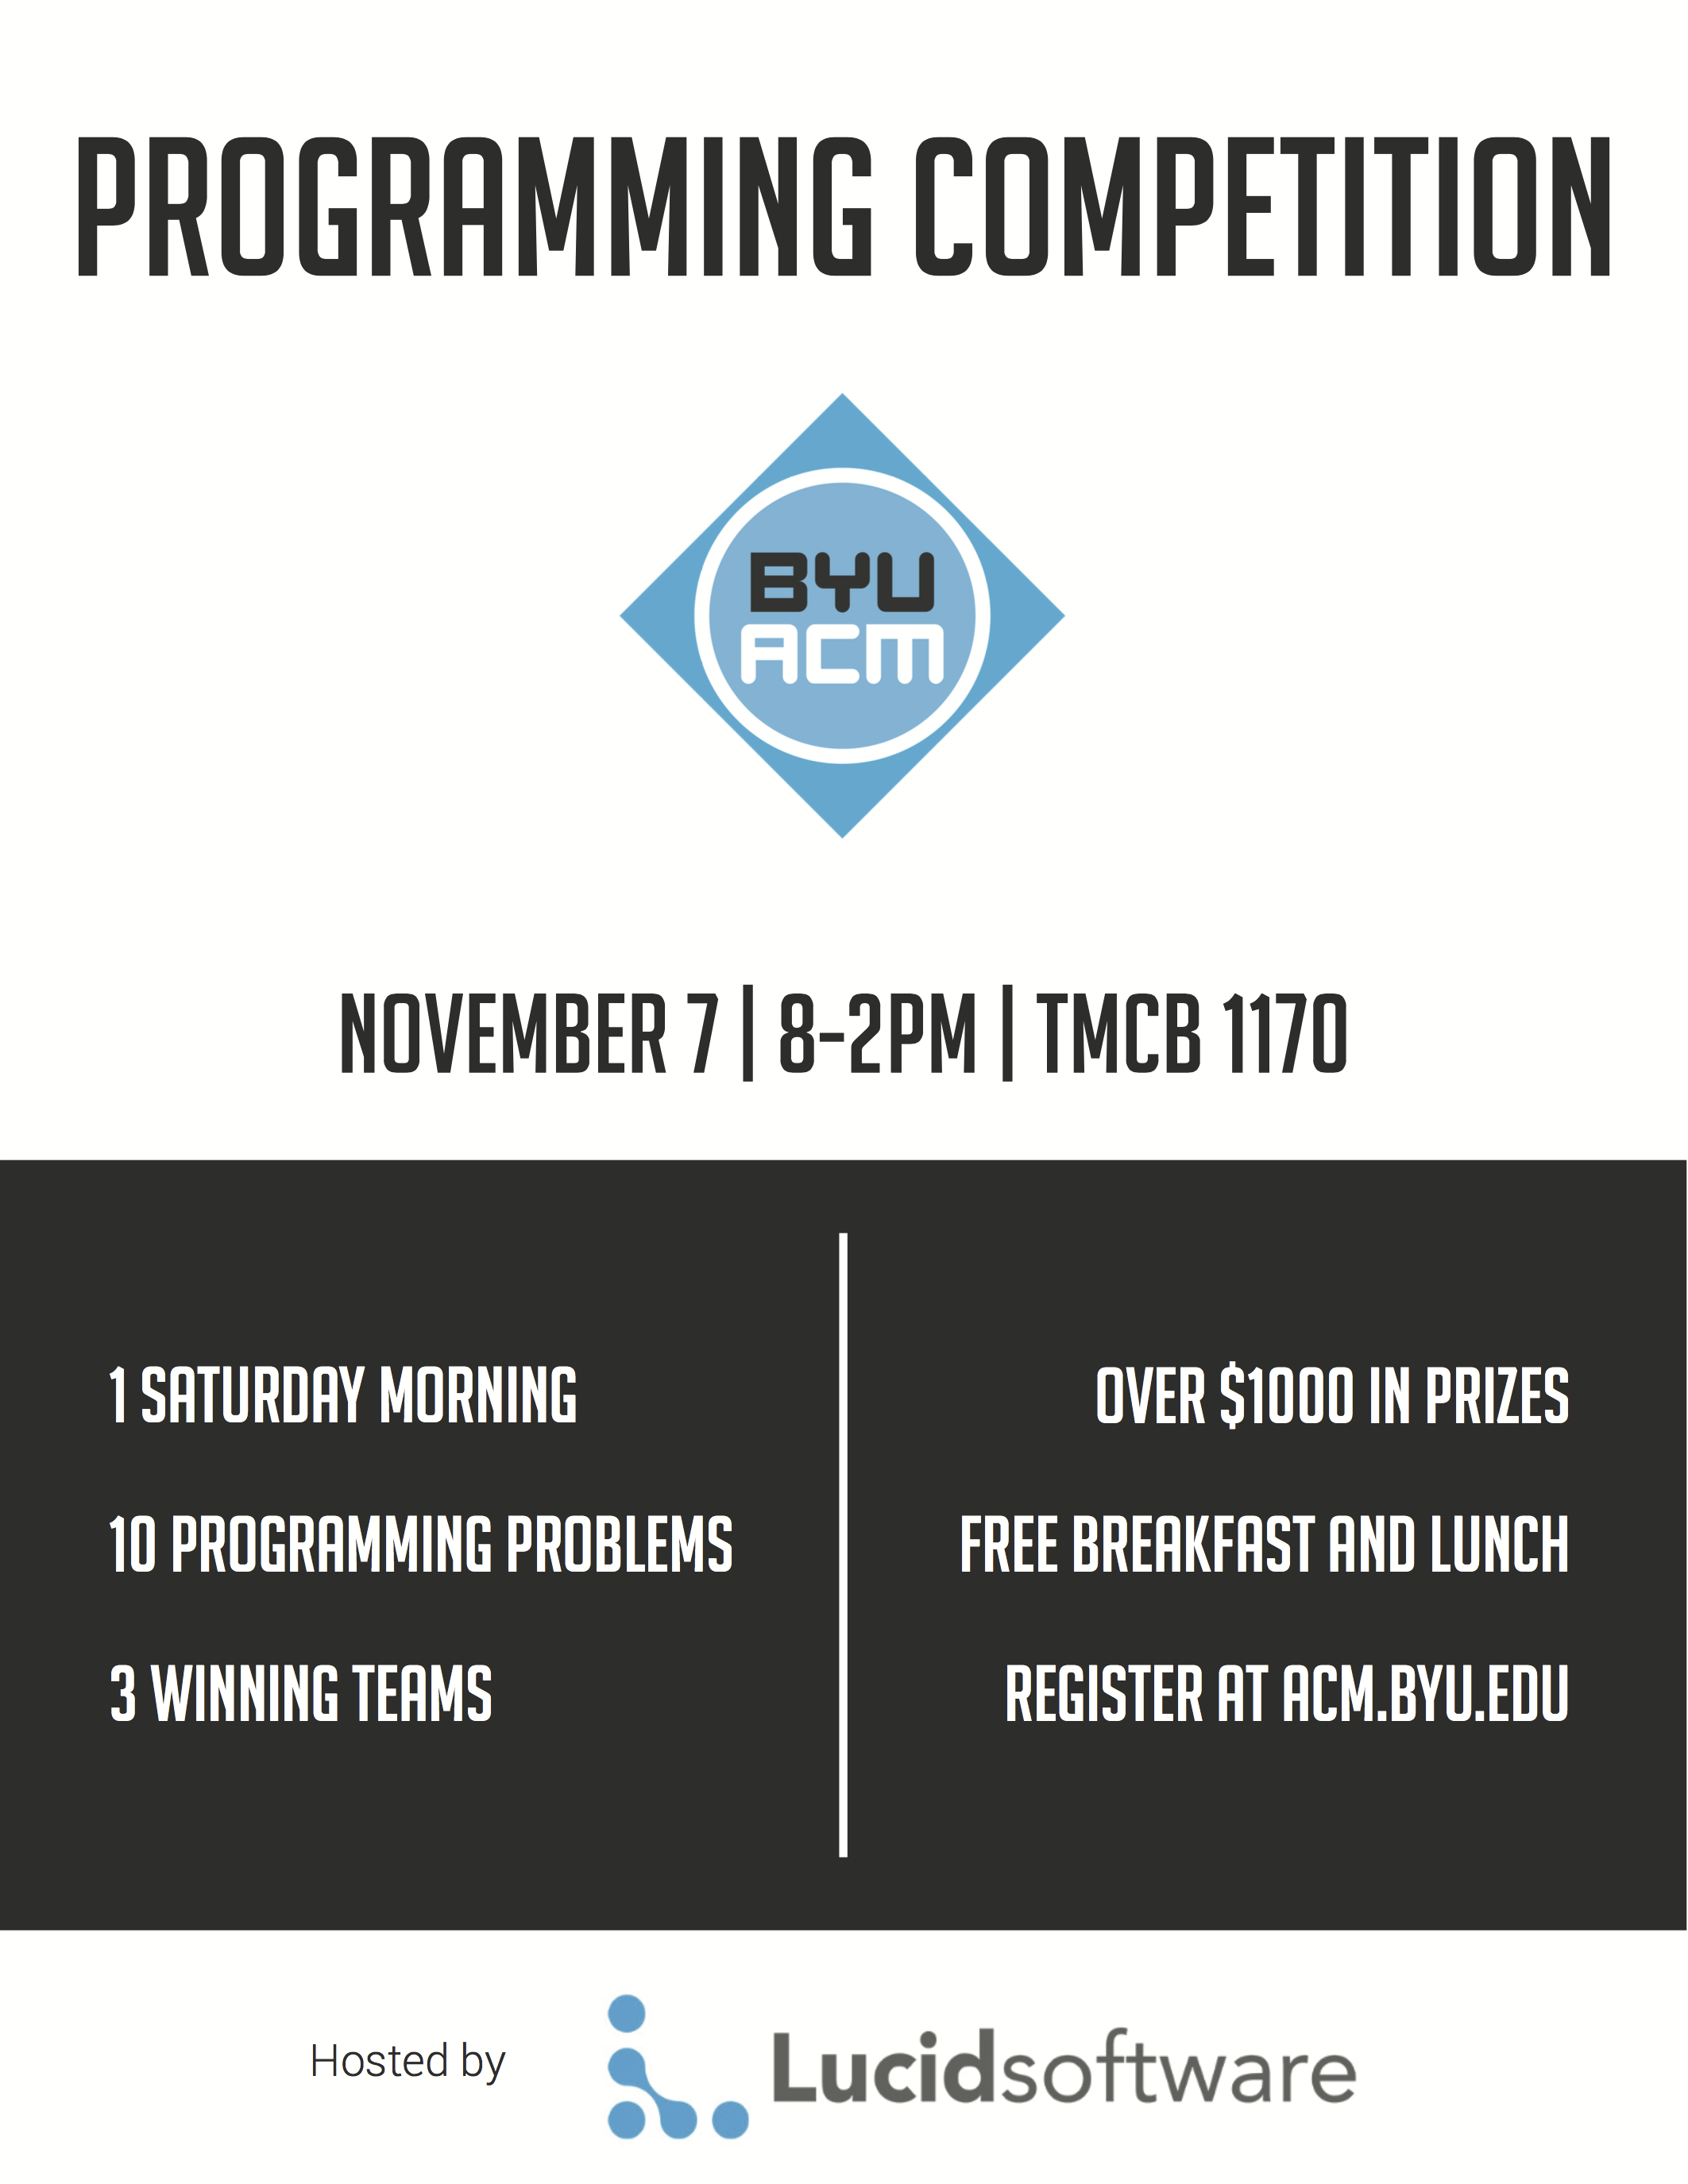 PROGRAMMING COMPETITION
BYU
ACM
NOVEMBER 7 | 8-2PM | TMCB 1170
1 SATURDAY MORNING
10 PROGRAMMING PROBLEMS
3 WINNING TEAMS
OVER $1000 IN PRIZES
FREE BREAKFAST AND LUNCH
REGISTER AT ACM.BYU.EDU
Hosted by
Lucidsoftware